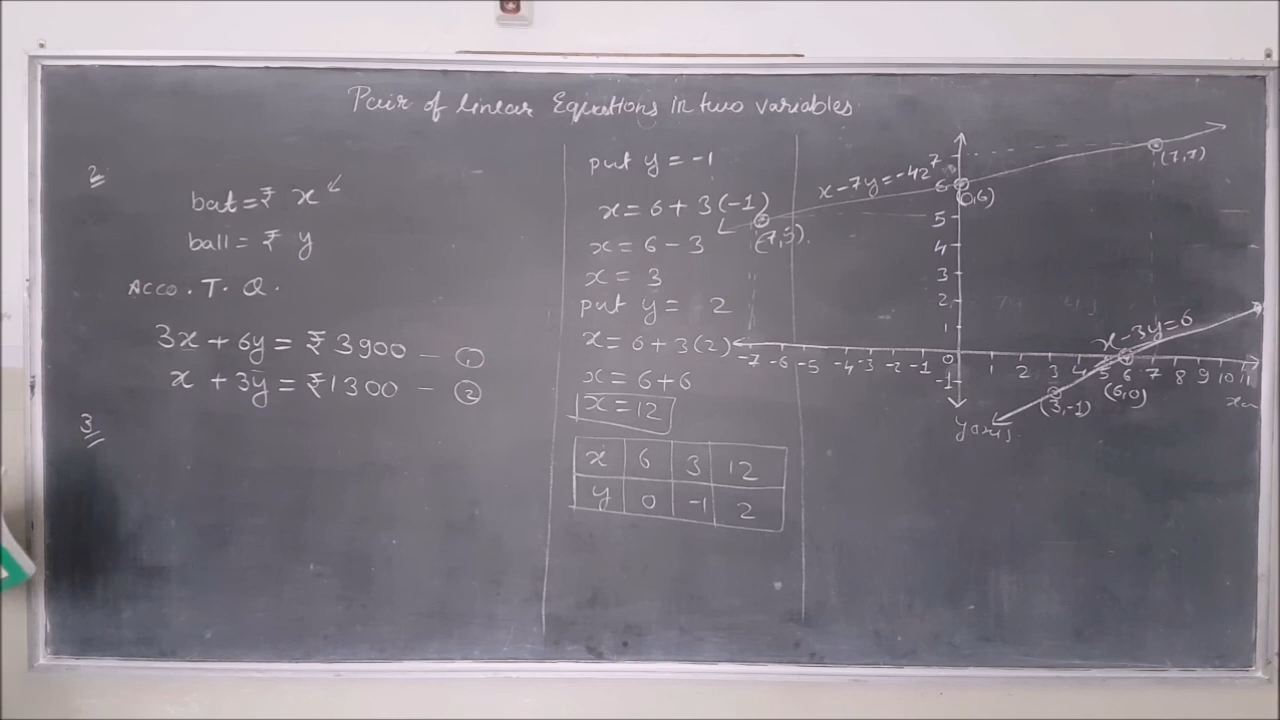 Pair of linear Equations in two variables
2
bat = ₹ x
ball = ₹ y
Acco. T. Q.
3x + 6y = ₹ 3900 - ①
x + 3y = ₹1300 - ②
3
put y = -1
x = 6 + 3(-1)
x = 6 - 3
x = 3
put y = 2
x = 6 + 3(2)
x = 6 + 6
x = 12
x 6 3 12
y 0 -1 2
x - 7y = -42
(7,7)
(0,6)
(7,5)
7
6
5
4
3
2
1
-7 -6 -5 -4 -3 -2 -1 0 1 2 3 4 5 6 7 8 9 10 11
-1
x - 3y = 6
(6,0)
(3,-1)
y axis